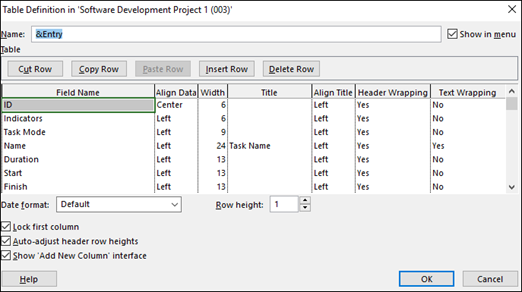 Table Definition in 'Software Development Project 1 (003)'
Name: &Entry Show in menu
Table
Cut Row Copy Row Paste Row Insert Row Delete Row
Field Name Align Data Width Title Align Title Header Wrapping Text Wrapping
ID Center 6 Left Yes No
Indicators Left 6 Left Yes No
Task Mode Left 9 Left Yes No
Name Left 24 Task Name Left Yes Yes
Duration Left 13 Left Yes No
Start Left 13 Left Yes No
Finish Left 13 Left Yes No
Date format: Default Row height: 1
Lock first column
Auto-adjust header row heights
Show 'Add New Column' interface
Help OK Cancel